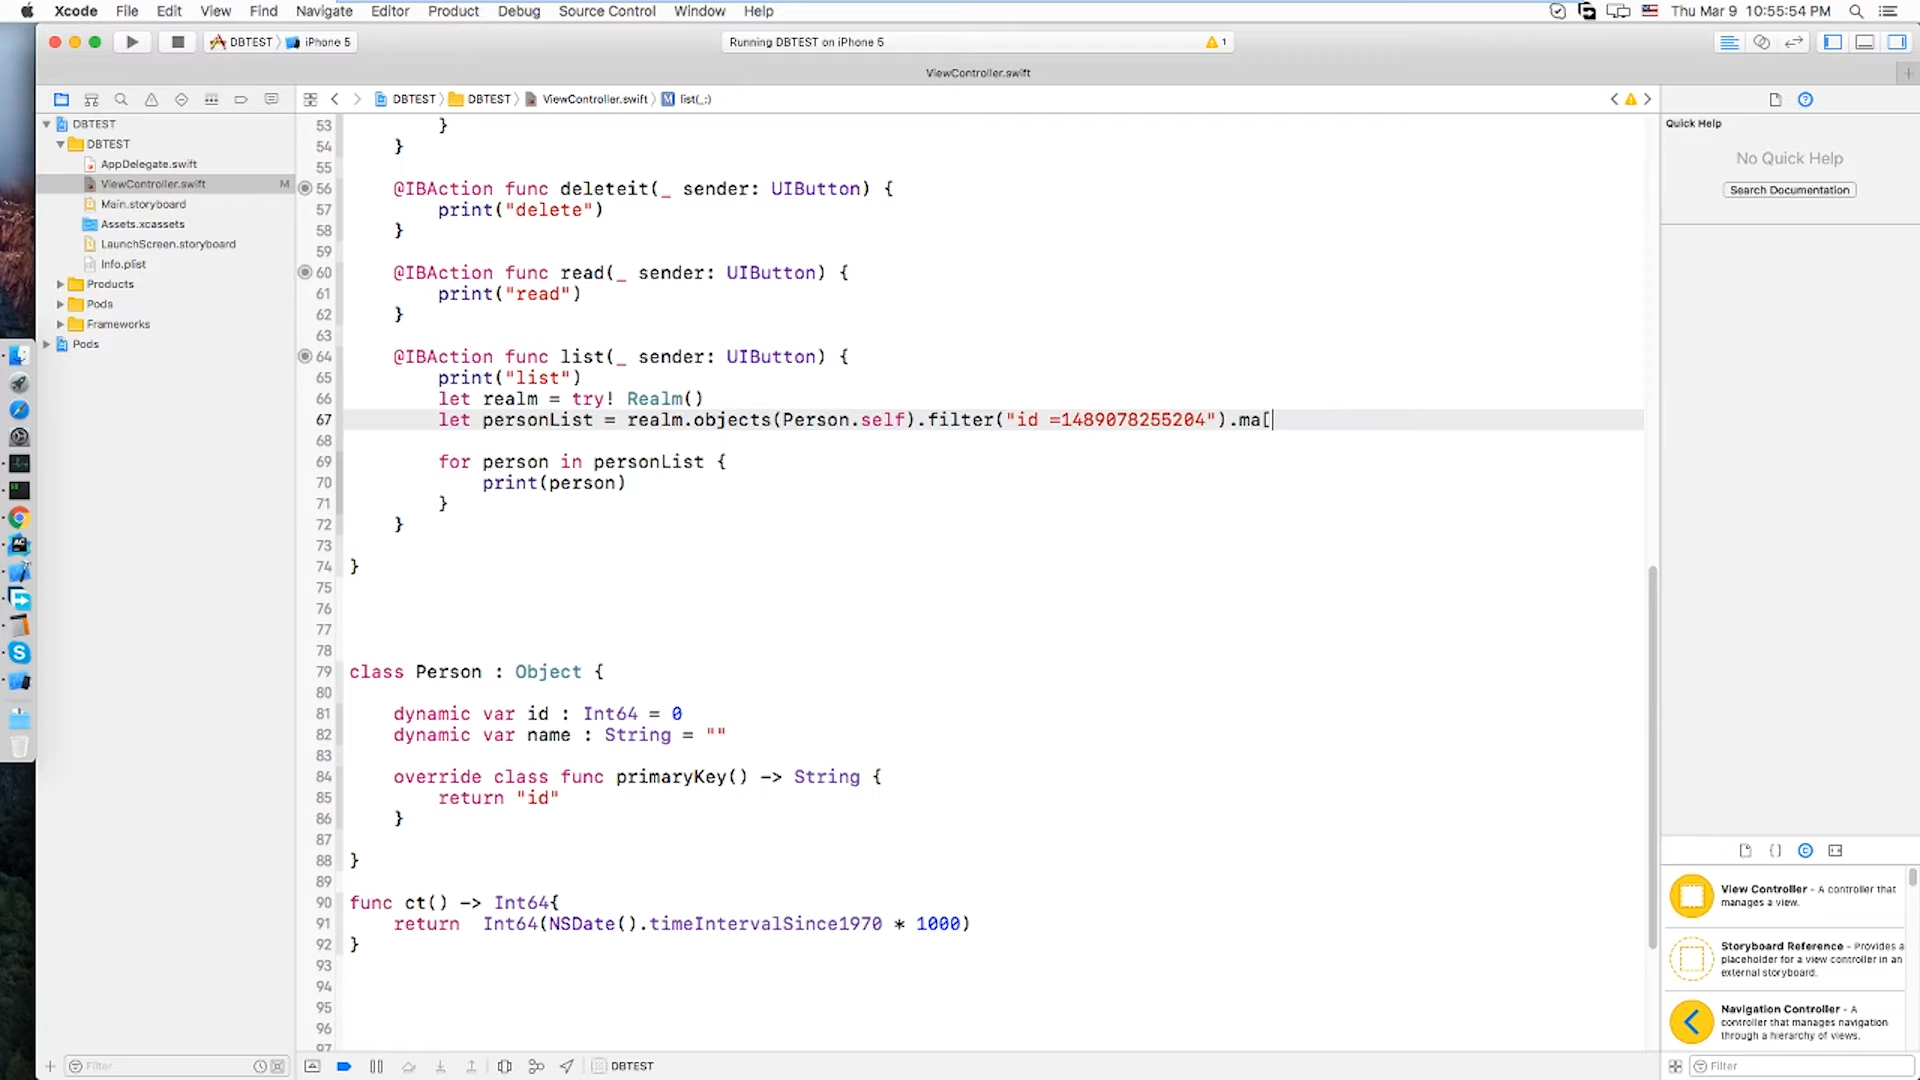 Xcode File Edit View Find Navigate Editor Product Debug Source Control Window Help Thu Mar 9 10:55:54 PM
DBTEST iPhone 5 Running DBTEST on iPhone 5 1
ViewController.swift
DBTEST DBTEST ViewController.swift M list(_:)
Quick Help
No Quick Help
Search Documentation
DBTEST
DBTEST
AppDelegate.swift
ViewController.swift M
Main.storyboard
Assets.xcassets
LaunchScreen.storyboard
Info.plist
Products
Pods
Frameworks
Pods
53 }
54 }
55
56 @IBAction func deleteit(_ sender: UIButton) {
57 print("delete")
58 }
59
60 @IBAction func read(_ sender: UIButton) {
61 print("read")
62 }
63
64 @IBAction func list(_ sender: UIButton) {
65 print("list")
66 let realm = try! Realm()
67 let personList = realm.objects(Person.self).filter("id =1489078255204").ma[
68
69 for person in personList {
70 print(person)
71 }
72 }
73
74 }
75
76
77
78
79 class Person : Object {
80
81 dynamic var id : Int64 = 0
82 dynamic var name : String = ""
83
84 override class func primaryKey() -> String {
85 return "id"
86 }
87
88 }
89
90 func ct() -> Int64{
91 return Int64(NSDate().timeIntervalSince1970 * 1000)
92 }
93
94
95
96
97
View Controller - A controller that
manages a view.
Storyboard Reference - Provides a
placeholder for a view controller in an
external storyboard.
Navigation Controller - A
controller that manages navigation
through a hierarchy of views.
Filter
DBTEST
Filter